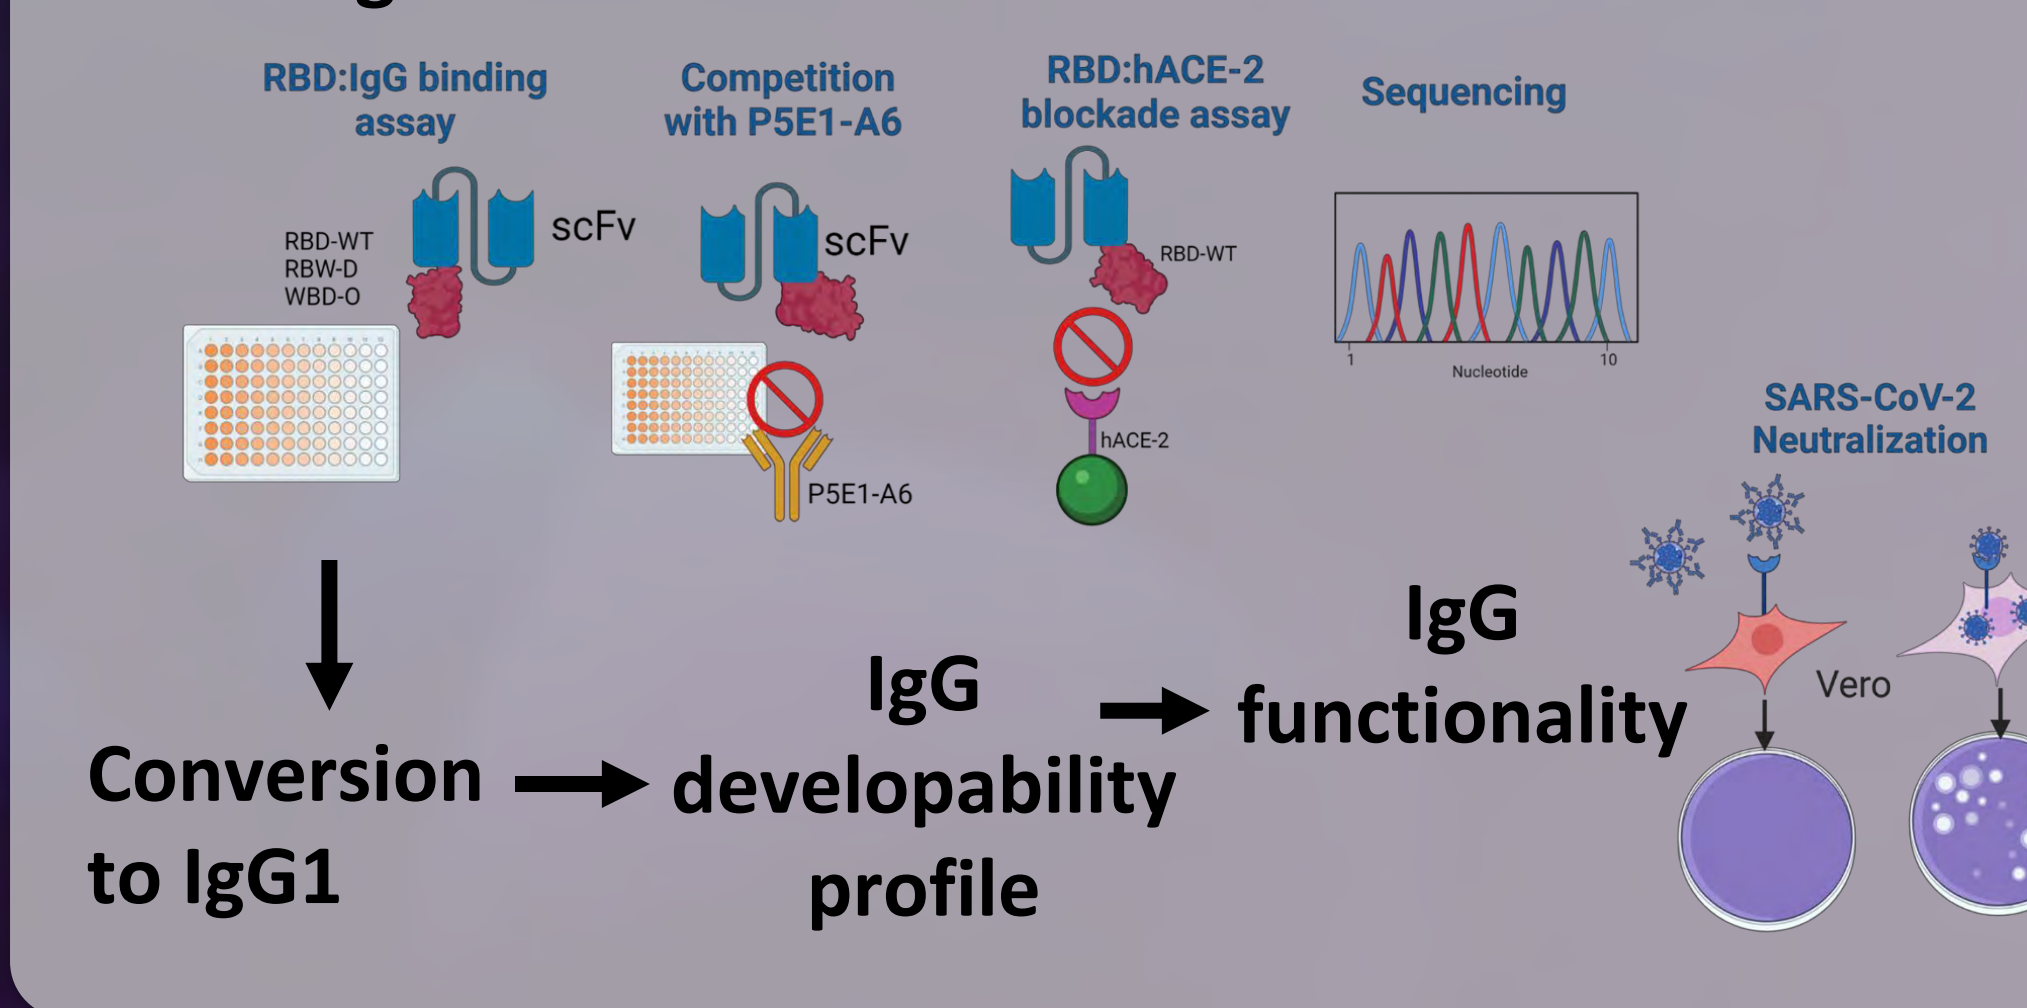 RBD:IgG binding
assay
Competition
with P5E1-A6
RBD:hACE-2
blockade assay
Sequencing
scFv
RBD-WT
RBW-D
WBD-O
scFv
P5E1-A6
RBD-WT
hACE-2
1
10
Nucleotide
SARS-CoV-2
Neutralization
Vero
Conversion
to IgG1
IgG
developability
profile
IgG
functionality